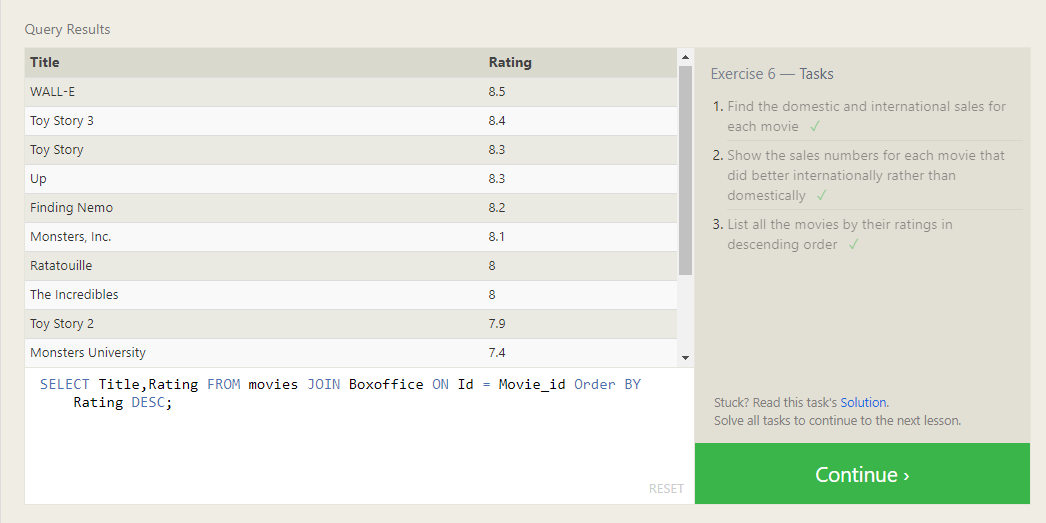 Query Results
Title Rating
WALL-E 8.5
Toy Story 3 8.4
Toy Story 8.3
Up 8.3
Finding Nemo 8.2
Monsters, Inc. 8.1
Ratatouille 8
The Incredibles 8
Toy Story 2 7.9
Monsters University 7.4
SELECT Title,Rating FROM movies JOIN Boxoffice ON Id = Movie_id Order BY
Rating DESC;
RESET
Exercise 6 — Tasks
1. Find the domestic and international sales for
each movie ✓
2. Show the sales numbers for each movie that
did better internationally rather than
domestically ✓
3. List all the movies by their ratings in
descending order ✓
Stuck? Read this task's Solution.
Solve all tasks to continue to the next lesson.
Continue ›